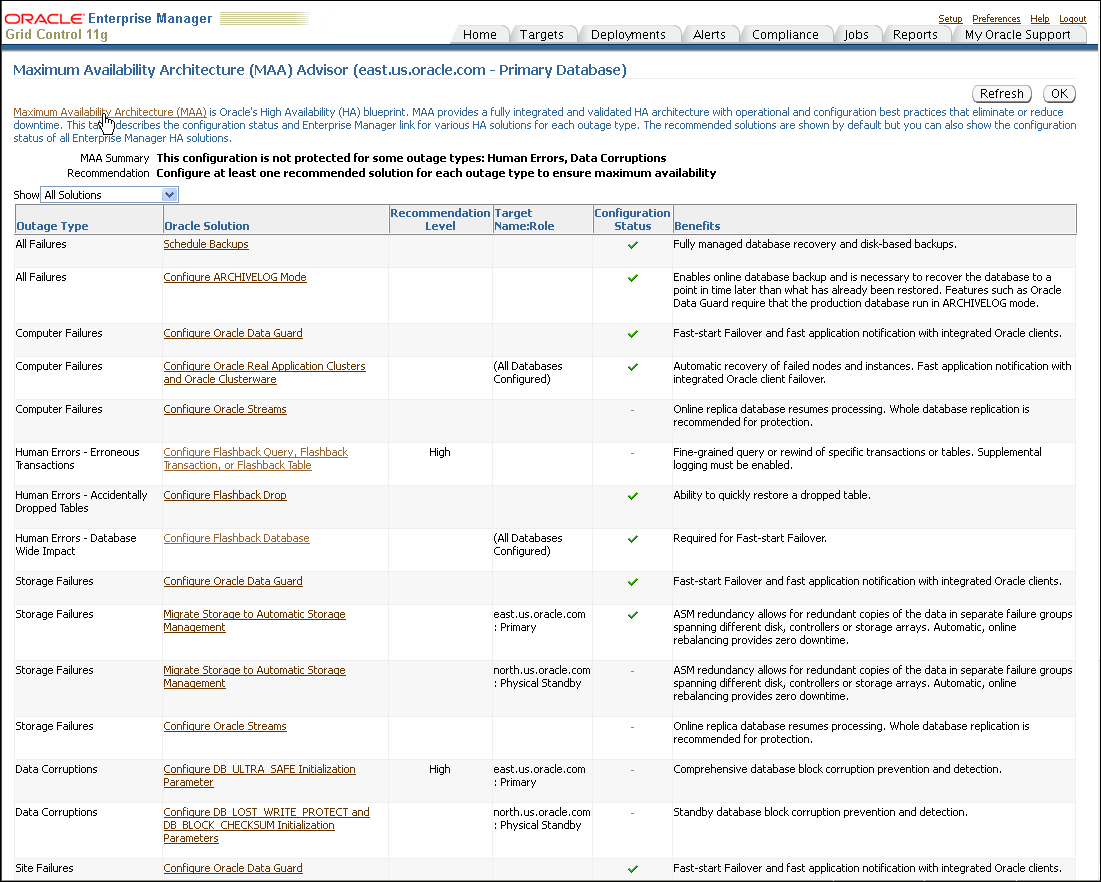 ORACLE Enterprise Manager
Grid Control 11g
Setup Preferences Help Logout
Home Targets Deployments Alerts Compliance Jobs Reports My Oracle Support
Maximum Availability Architecture (MAA) Advisor (east.us.oracle.com - Primary Database)
Refresh OK
Maximum Availability Architecture (MAA) is Oracle's High Availability (HA) blueprint. MAA provides a fully integrated and validated HA architecture with operational and configuration best practices that eliminate or reduce
downtime. This describes the configuration status and Enterprise Manager link for various HA solutions for each outage type. The recommended solutions are shown by default but you can also show the configuration
status of all Enterprise Manager HA solutions.
MAA Summary This configuration is not protected for some outage types: Human Errors, Data Corruptions
Recommendation Configure at least one recommended solution for each outage type to ensure maximum availability
Show All Solutions
Outage Type Oracle Solution Recommendation Level Target Name:Role Configuration Status Benefits
All Failures Schedule Backups Fully managed database recovery and disk-based backups.
All Failures Configure ARCHIVELOG Mode Enables online database backup and is necessary to recover the database to a
point in time later than what has already been restored. Features such as Oracle
Data Guard require that the production database run in ARCHIVELOG mode.
Computer Failures Configure Oracle Data Guard Fast-start Failover and fast application notification with integrated Oracle clients.
Computer Failures Configure Oracle Real Application Clusters (All Databases Automatic recovery of failed nodes and instances. Fast application notification with
and Oracle Clusterware Configured) integrated Oracle client failover.
Computer Failures Configure Oracle Streams - Online replica database resumes processing. Whole database replication is
recommended for protection.
Human Errors - Erroneous Configure Flashback Query, Flashback High - Fine-grained query or rewind of specific transactions or tables. Supplemental
Transactions Transaction, or Flashback Table logging must be enabled.
Human Errors - Accidentally Configure Flashback Drop Ability to quickly restore a dropped table.
Dropped Tables
Human Errors - Database Configure Flashback Database (All Databases Required for Fast-start Failover.
Wide Impact Configured)
Storage Failures Configure Oracle Data Guard Fast-start Failover and fast application notification with integrated Oracle clients.
Storage Failures Migrate Storage to Automatic Storage east.us.oracle.com ASM redundancy allows for redundant copies of the data in separate failure groups
Management : Primary spanning different disk, controllers or storage arrays. Automatic, online
rebalancing provides zero downtime.
Storage Failures Migrate Storage to Automatic Storage north.us.oracle.com - ASM redundancy allows for redundant copies of the data in separate failure groups
Management : Physical Standby spanning different disk, controllers or storage arrays. Automatic, online
rebalancing provides zero downtime.
Storage Failures Configure Oracle Streams - Online replica database resumes processing. Whole database replication is
recommended for protection.
Data Corruptions Configure DB_ULTRA_SAFE Initialization High east.us.oracle.com - Comprehensive database block corruption prevention and detection.
Parameter : Primary
Data Corruptions Configure DB_LOST_WRITE_PROTECT and north.us.oracle.com - Standby database block corruption prevention and detection.
DB_BLOCK_CHECKSUM Initialization : Physical Standby
Parameters
Site Failures Configure Oracle Data Guard Fast-start Failover and fast application notification with integrated Oracle clients.